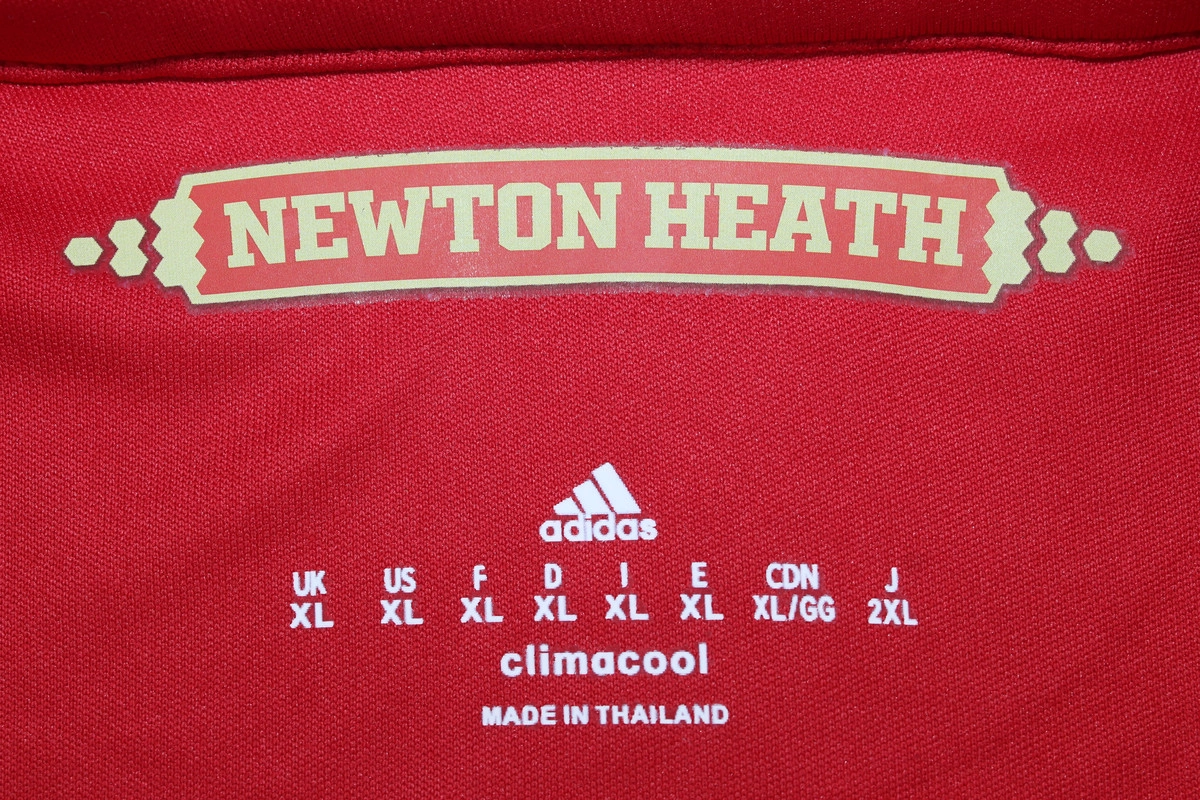 NEWTON HEATH
adidas
UK US F D I E CDN J
XL XL XL XL XL XL XL/GG 2XL
climacool
MADE IN THAILAND